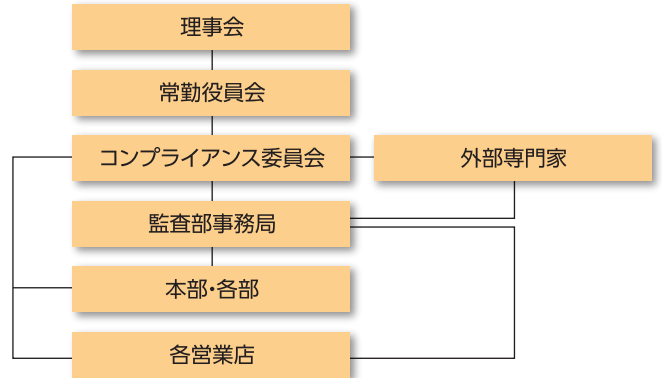 理事会
常勤役員会
コンプライアンス委員会
外部専門家
監査部事務局
本部・各部
各営業店